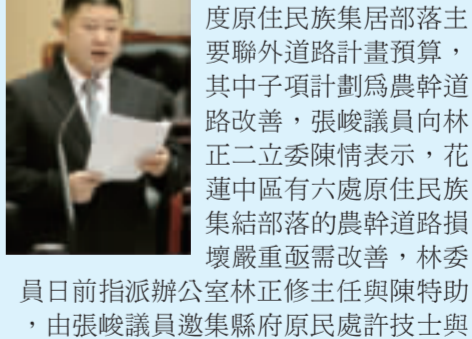 度原住民族集居部落主
要聯外道路計畫預算，
其中子項計劃爲農幹道
路改善，張峻議員向林
正二立委陳情表示，花
蓮中區有六處原住民族
集結部落的農幹道路損
壞嚴重亟需改善，林委
員日前指派辦公室林正修主任與陳特助
，由張峻議員邀集縣府原民處許技士與